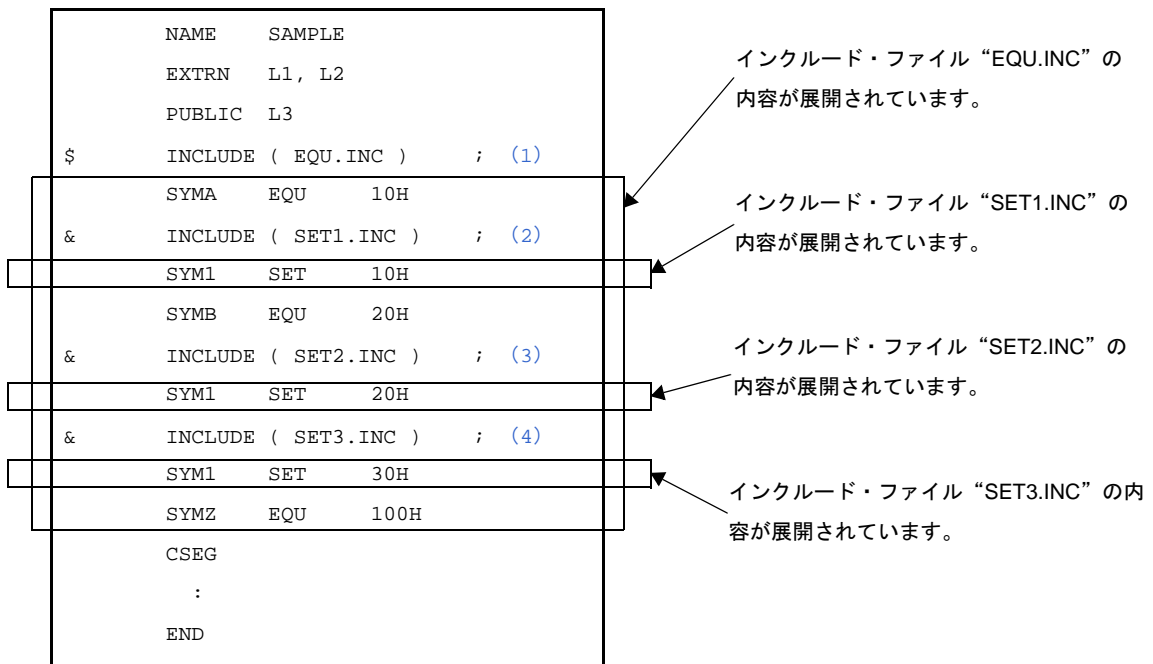 NAME SAMPLE
EXTRN L1, L2
PUBLIC L3
$ INCLUDE ( EQU.INC ) ; (1)
SYMA EQU 10H
& INCLUDE ( SET1.INC ) ; (2)
SYM1 SET 10H
SYMB EQU 20H
& INCLUDE ( SET2.INC ) ; (3)
SYM1 SET 20H
& INCLUDE ( SET3.INC ) ; (4)
SYM1 SET 30H
SYMZ EQU 100H
CSEG
:
END
インクルード・ファイル“EQU.INC”の
内容が展開されています。
インクルード・ファイル“SET1.INC”の
内容が展開されています。
インクルード・ファイル“SET2.INC”の
内容が展開されています。
インクルード・ファイル“SET3.INC”の内
容が展開されています。